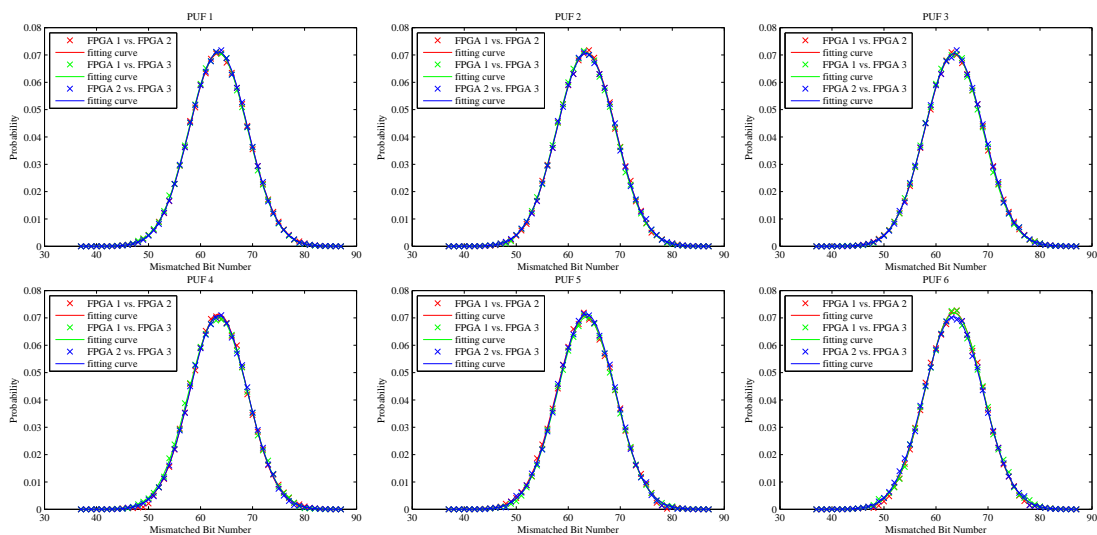 PUF 1
0.08
0.07
0.06
0.05
0.04
0.03
0.02
0.01
0
Probability
FPGA 1 vs. FPGA 2
fitting curve
FPGA 1 vs. FPGA 3
fitting curve
FPGA 2 vs. FPGA 3
fitting curve
30 40 50 60 70 80 90
Mismatched Bit Number
PUF 2
0.08
0.07
0.06
0.05
0.04
0.03
0.02
0.01
0
Probability
FPGA 1 vs. FPGA 2
fitting curve
FPGA 1 vs. FPGA 3
fitting curve
FPGA 2 vs. FPGA 3
fitting curve
30 40 50 60 70 80 90
Mismatched Bit Number
PUF 3
0.08
0.07
0.06
0.05
0.04
0.03
0.02
0.01
0
Probability
FPGA 1 vs. FPGA 2
fitting curve
FPGA 1 vs. FPGA 3
fitting curve
FPGA 2 vs. FPGA 3
fitting curve
30 40 50 60 70 80 90
Mismatched Bit Number
PUF 4
0.08
0.07
0.06
0.05
0.04
0.03
0.02
0.01
0
Probability
FPGA 1 vs. FPGA 2
fitting curve
FPGA 1 vs. FPGA 3
fitting curve
FPGA 2 vs. FPGA 3
fitting curve
30 40 50 60 70 80 90
Mismatched Bit Number
PUF 5
0.08
0.07
0.06
0.05
0.04
0.03
0.02
0.01
0
Probability
FPGA 1 vs. FPGA 2
fitting curve
FPGA 1 vs. FPGA 3
fitting curve
FPGA 2 vs. FPGA 3
fitting curve
30 40 50 60 70 80 90
Mismatched Bit Number
PUF 6
0.08
0.07
0.06
0.05
0.04
0.03
0.02
0.01
0
Probability
FPGA 1 vs. FPGA 2
fitting curve
FPGA 1 vs. FPGA 3
fitting curve
FPGA 2 vs. FPGA 3
fitting curve
30 40 50 60 70 80 90
Mismatched Bit Number